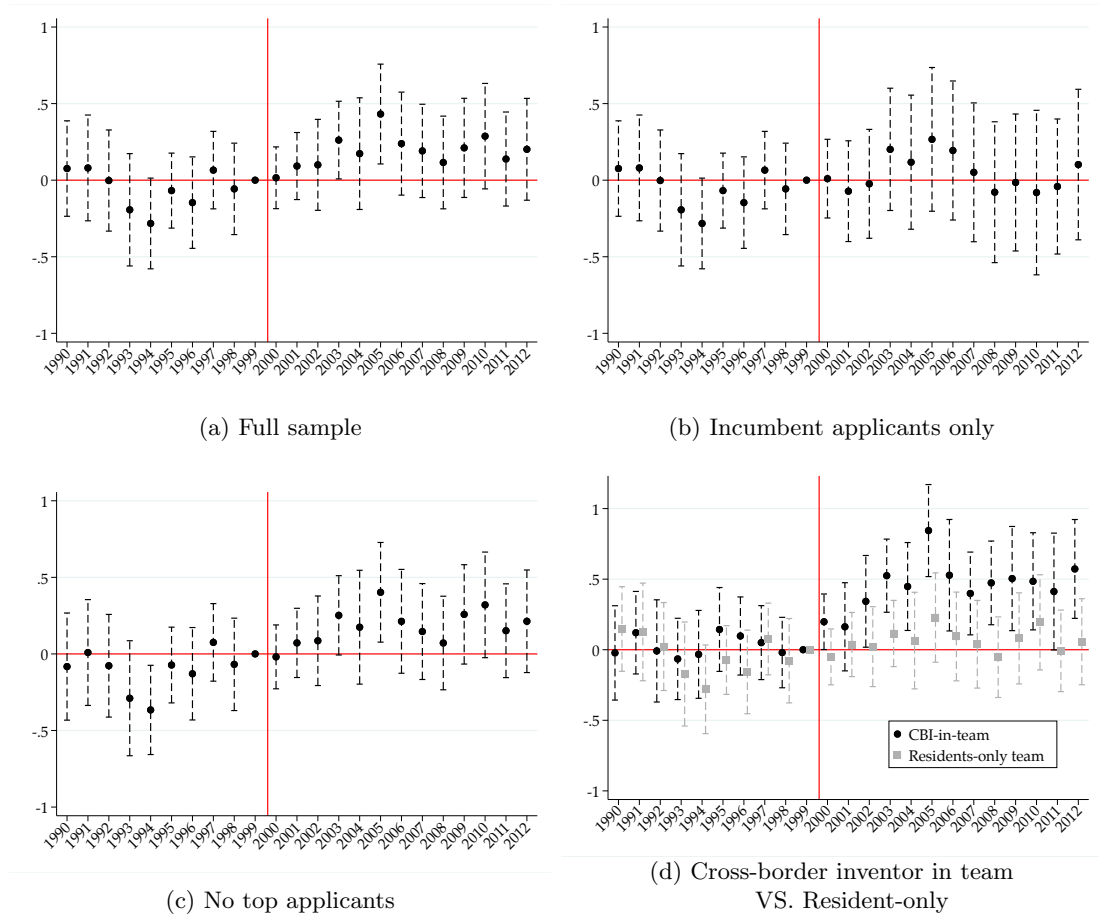 1
.5
0
-.5
-1
1990 1991 1992 1993 1994 1995 1996 1997 1998 1999 2000 2001 2002 2003 2004 2005 2006 2007 2008 2009 2010 2011 2012
(a) Full sample
1
.5
0
-.5
-1
1990 1991 1992 1993 1994 1995 1996 1997 1998 1999 2000 2001 2002 2003 2004 2005 2006 2007 2008 2009 2010 2011 2012
(b) Incumbent applicants only
1
.5
0
-.5
-1
1990 1991 1992 1993 1994 1995 1996 1997 1998 1999 2000 2001 2002 2003 2004 2005 2006 2007 2008 2009 2010 2011 2012
(c) No top applicants
1
.5
0
-.5
-1
CBI-in-team
Residents-only team
1990 1991 1992 1993 1994 1995 1996 1997 1998 1999 2000 2001 2002 2003 2004 2005 2006 2007 2008 2009 2010 2011 2012
(d) Cross-border inventor in team
VS. Resident-only